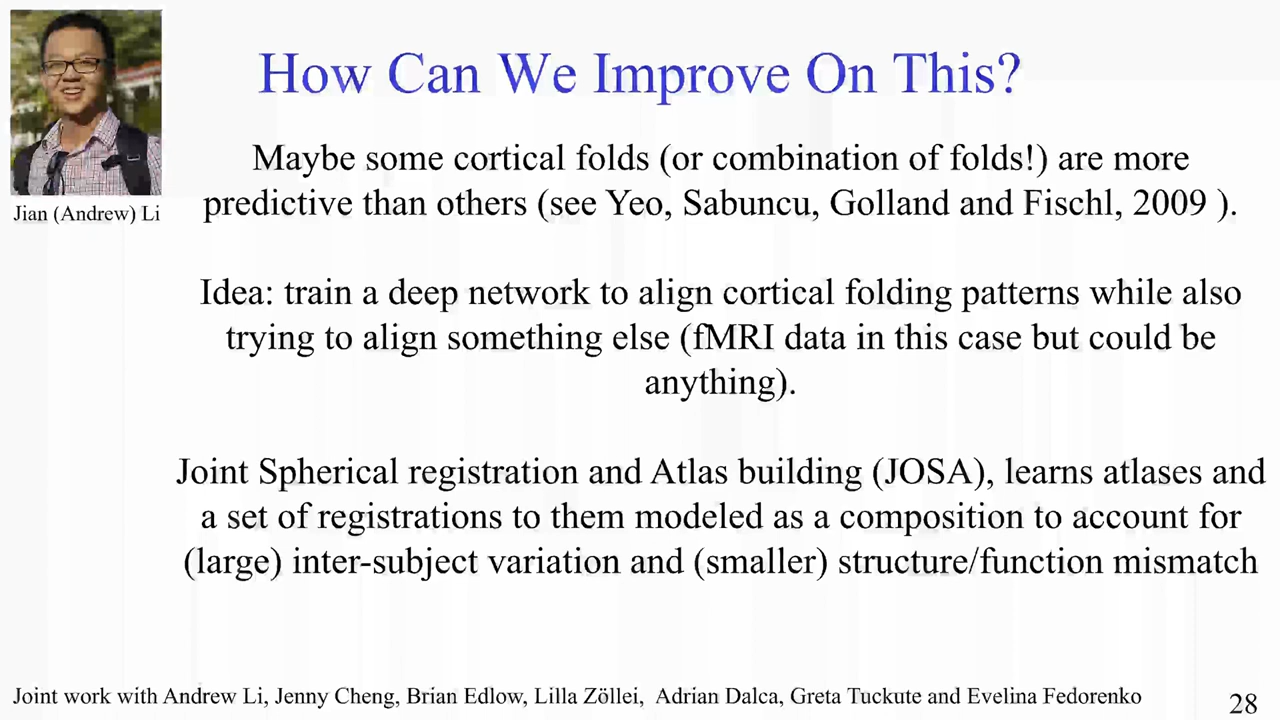 How Can We Improve On This?
Jian (Andrew) Li
Maybe some cortical folds (or combination of folds!) are more
predictive than others (see Yeo, Sabuncu, Golland and Fischl, 2009 ).
Idea: train a deep network to align cortical folding patterns while also
trying to align something else (fMRI data in this case but could be
anything).
Joint Spherical registration and Atlas building (JOSA), learns atlases and
a set of registrations to them modeled as a composition to account for
(large) inter-subject variation and (smaller) structure/function mismatch
Joint work with Andrew Li, Jenny Cheng, Brian Edlow, Lilla Zöllei, Adrian Dalca, Greta Tuckute and Evelina Fedorenko
28